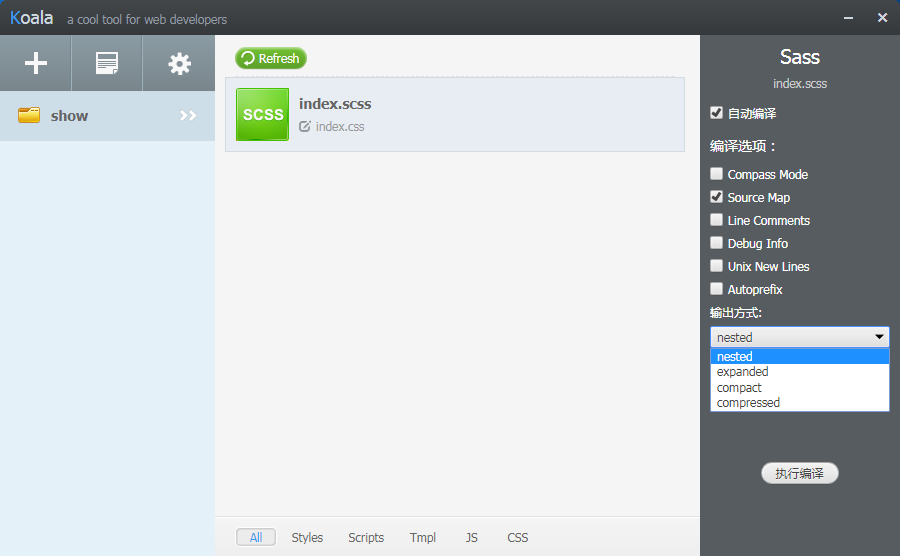 Koala a cool tool for web developers
show
Refresh
SCSS
index.scss
index.css
All Styles Scripts Tmpl JS CSS
Sass
index.scss
自动编译
编译选项：
Compass Mode
Source Map
Line Comments
Debug Info
Unix New Lines
Autoprefix
输出方式:
nested
nested
expanded
compact
compressed
执行编译